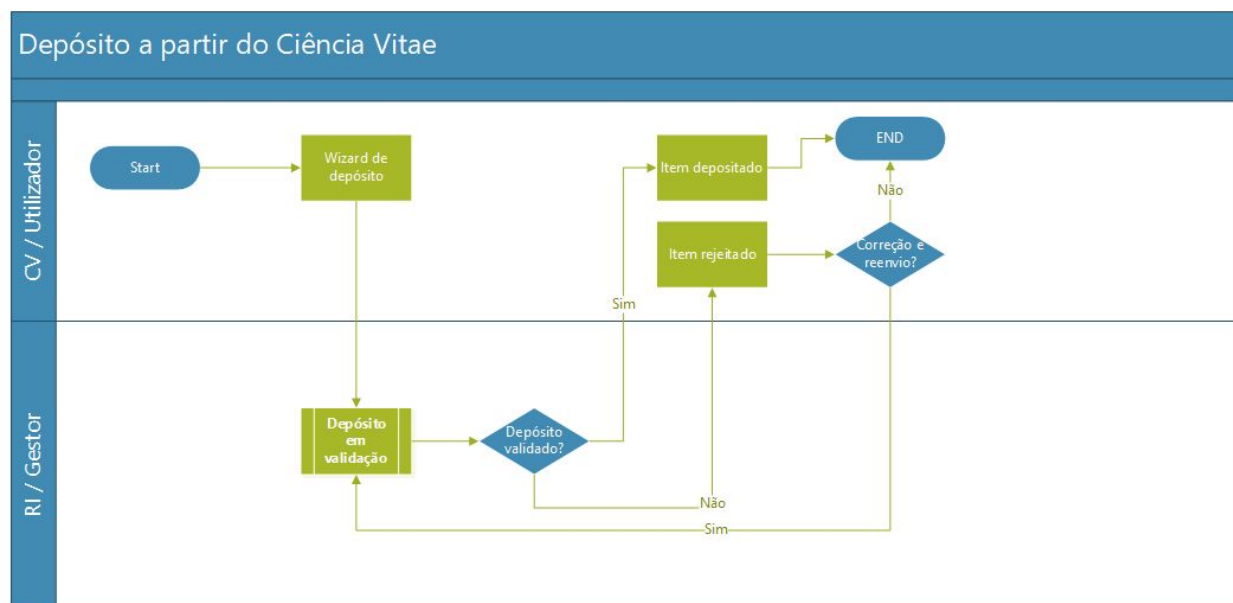 Depósito a partir do Ciência Vitae
CV / Utilizador
Start
Wizard de
depósito
Item depositado
END
Não
Item rejeitado
Correção e
reenvio?
Sim
RI / Gestor
Depósito
em
validação
Depósito
validado?
Não
Sim